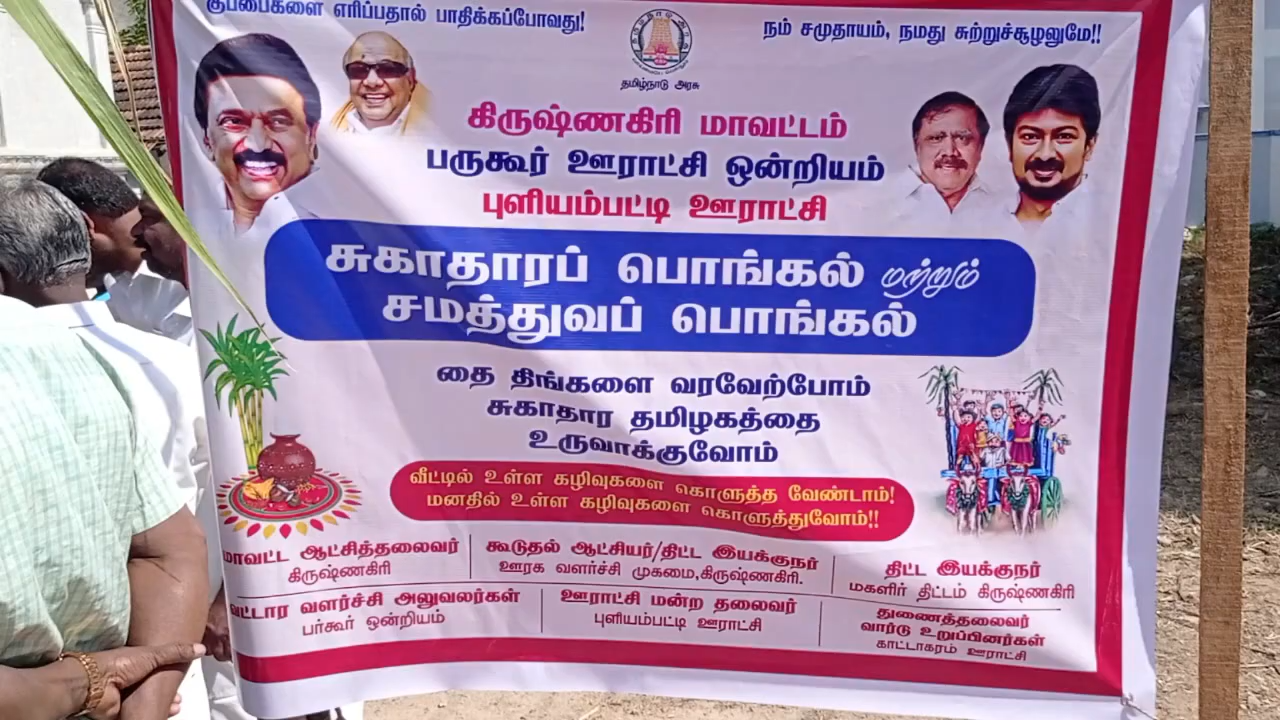 குப்பைகளை எரிப்பதால் பாதிக்கப்போவது!
நம் சமுதாயம், நமது சுற்றுச்சூழலுமே!!
தமிழ்நாடு அரசு
கிருஷ்ணகிரி மாவட்டம்
பருகூர் ஊராட்சி ஒன்றியம்
புளியம்பட்டி ஊராட்சி
சுகாதாரப் பொங்கல் மற்றும்
சமத்துவப் பொங்கல்
தை திங்களை வரவேற்போம்
சுகாதார தமிழகத்தை
உருவாக்குவோம்
வீட்டில் உள்ள கழிவுகளை கொளுத்த வேண்டாம்!
மனதில் உள்ள கழிவுகளை கொளுத்துவோம்!!
மாவட்ட ஆட்சித்தலைவர்
கிருஷ்ணகிரி
கூடுதல் ஆட்சியர்/திட்ட இயக்குநர்
ஊரக வளர்ச்சி முகமை,கிருஷ்ணகிரி.
திட்ட இயக்குநர்
மகளிர் திட்டம் கிருஷ்ணகிரி
வட்டார வளர்ச்சி அலுவலர்கள்
பர்கூர் ஒன்றியம்
ஊராட்சி மன்ற தலைவர்
புளியம்பட்டி ஊராட்சி
துணைத்தலைவர்
வார்டு உறுப்பினர்கள்
காட்டாகரம் ஊராட்சி